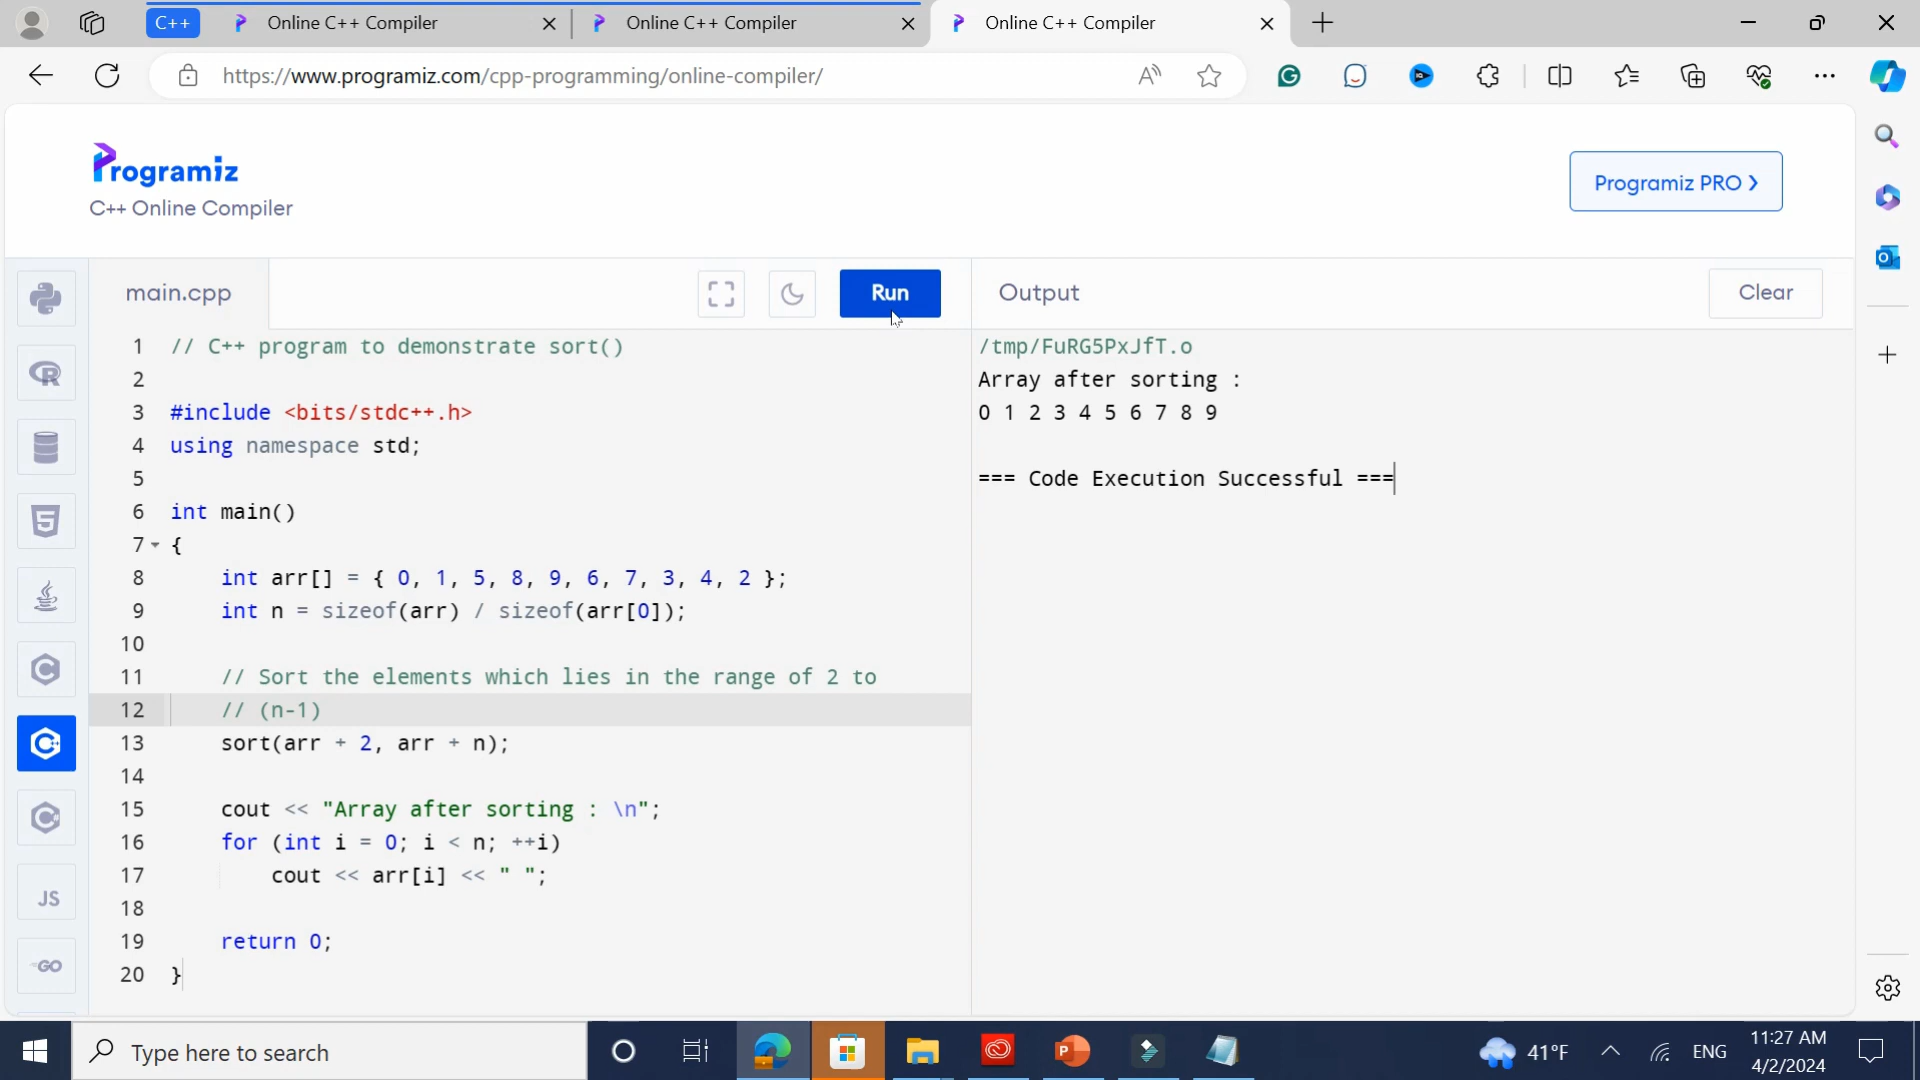 C++ Online C++ Compiler Online C++ Compiler Online C++ Compiler
https://www.programiz.com/cpp-programming/online-compiler/
Programiz
C++ Online Compiler
Programiz PRO
main.cpp
Run
Output
Clear
1 // C++ program to demonstrate sort()
2
3 #include <bits/stdc++.h>
4 using namespace std;
5
6 int main()
7 {
8 int arr[] = { 0, 1, 5, 8, 9, 6, 7, 3, 4, 2 };
9 int n = sizeof(arr) / sizeof(arr[0]);
10
11 // Sort the elements which lies in the range of 2 to
12 // (n-1)
13 sort(arr + 2, arr + n);
14
15 cout << "Array after sorting : \n";
16 for (int i = 0; i < n; ++i)
17 cout << arr[i] << " ";
18
19 return 0;
20 }
/tmp/FuRG5PxJfT.o
Array after sorting :
0 1 2 3 4 5 6 7 8 9
=== Code Execution Successful ===
JS
GO
Type here to search
41°F
ENG
11:27 AM
4/2/2024